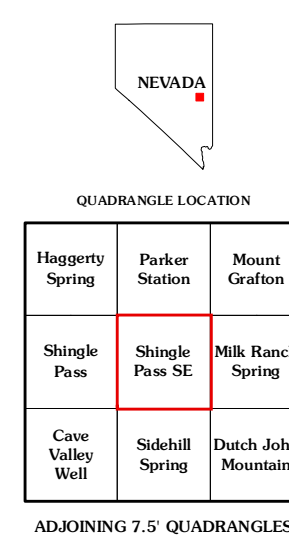 NEVADA
QUADRANGLE LOCATION
Haggerty
Spring
Parker
Station
Mount
Grafton
Shingle
Pass
Shingle
Pass SE
Milk Ranc
Spring
Cave
Valley
Well
Sidehill
Spring
Dutch Joh
Mountain
ADJOINING 7.5' QUADRANGLES